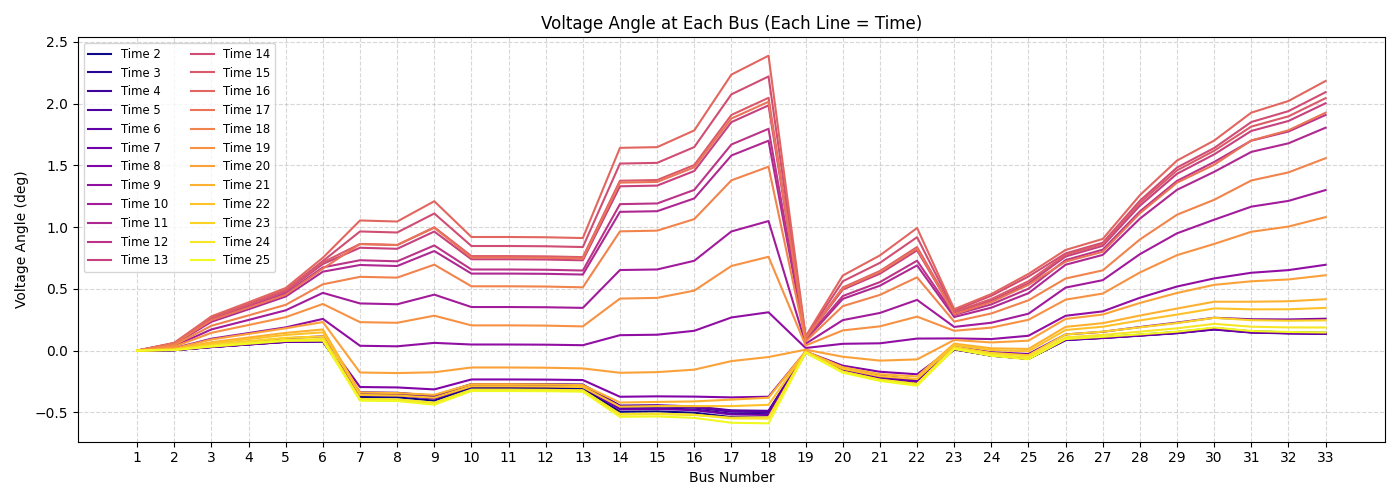 Voltage Angle at Each Bus (Each Line = Time)
Voltage Angle (deg)
2.5
2.0
1.5
1.0
0.5
0.0
−0.5
Time 2
Time 3
Time 4
Time 5
Time 6
Time 7
Time 8
Time 9
Time 10
Time 11
Time 12
Time 13
Time 14
Time 15
Time 16
Time 17
Time 18
Time 19
Time 20
Time 21
Time 22
Time 23
Time 24
Time 25
1 2 3 4 5 6 7 8 9 10 11 12 13 14 15 16 17 18 19 20 21 22 23 24 25 26 27 28 29 30 31 32 33
Bus Number